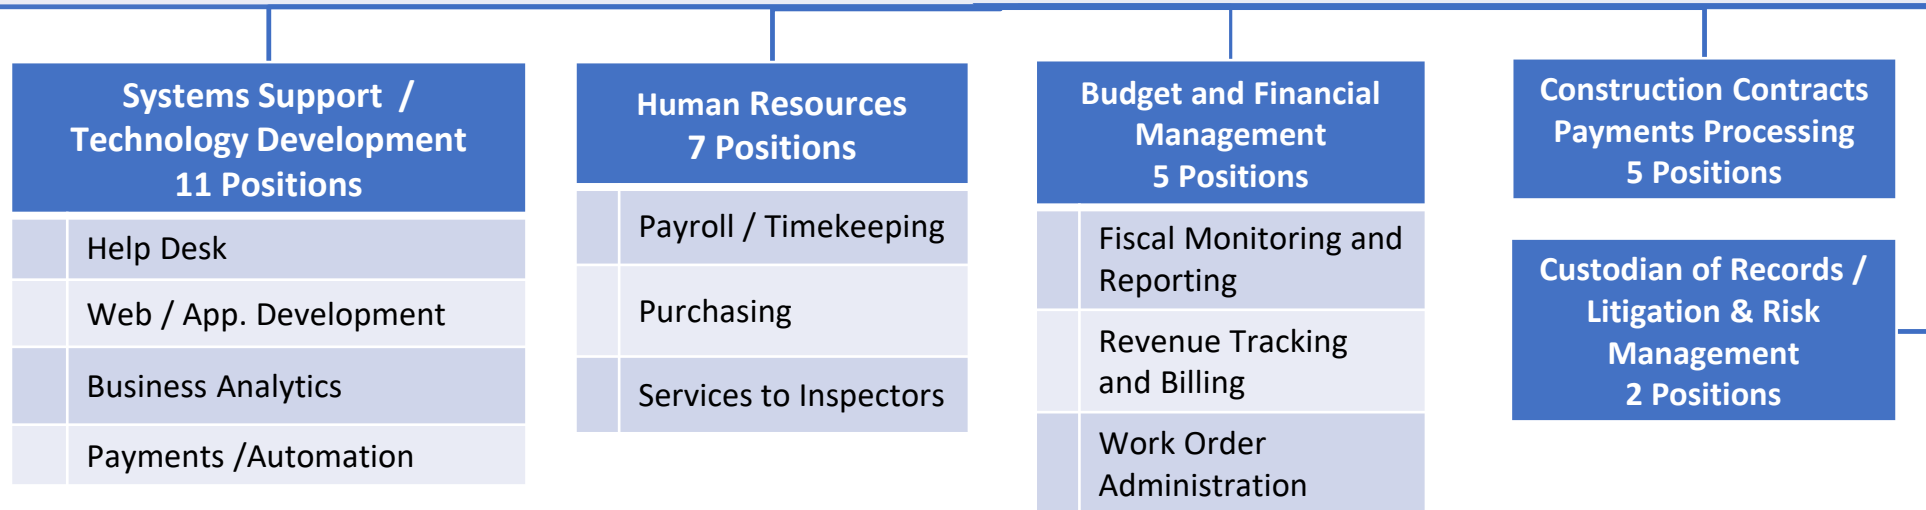 Systems Support /
Technology Development
11 Positions
Help Desk
Web / App. Development
Business Analytics
Payments /Automation
Human Resources
7 Positions
Payroll / Timekeeping
Purchasing
Services to Inspectors
Budget and Financial
Management
5 Positions
Fiscal Monitoring and
Reporting
Revenue Tracking
and Billing
Work Order
Administration
Construction Contracts
Payments Processing
5 Positions
Custodian of Records /
Litigation & Risk
Management
2 Positions